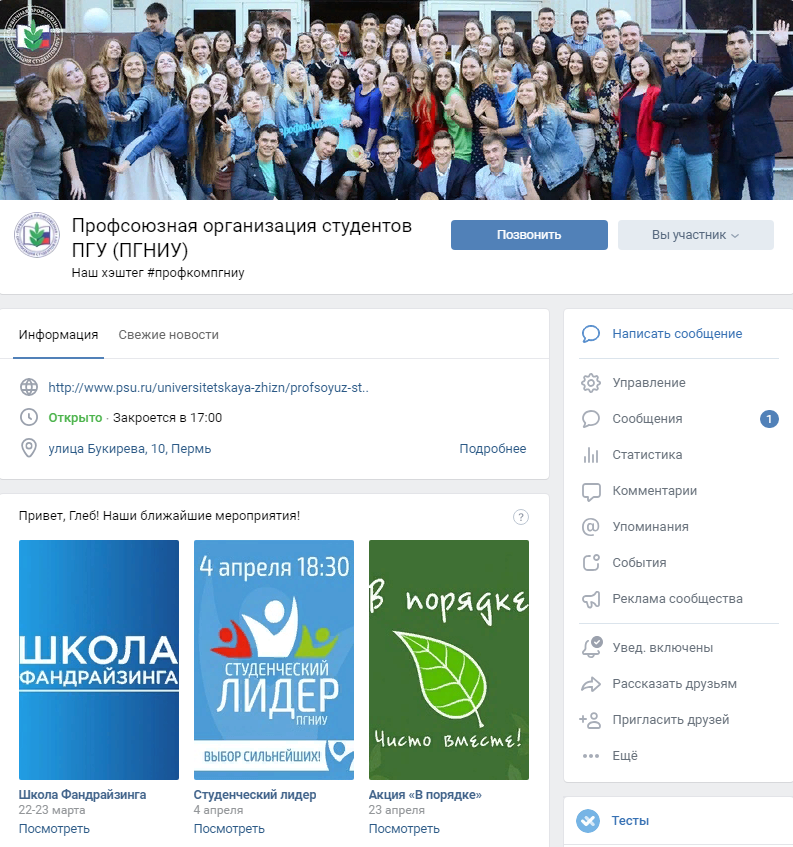 профком
Профсоюзная организация студентов
ПГУ (ПГНИУ)
Наш хэштег #профкомпгниу
Позвонить
Вы участник
Информация
Свежие новости
http://www.psu.ru/universitetskaya-zhizn/profsoyuz-st..
Открыто · Закроется в 17:00
улица Букирева, 10, Пермь
Подробнее
Привет, Глеб! Наши ближайшие мероприятия!
?
ШКОЛА
ФАНДРАЙЗИНГА
Школа Фандрайзинга
22-23 марта
Посмотреть
4 апреля 18:30
СТУДЕНЧЕСКИЙ
ЛИДЕР
ПГНИУ
ВЫБОР СИЛЬНЕЙШИХ!
Студенческий лидер
4 апреля
Посмотреть
В порядке
Чисто вместе!
Акция «В порядке»
23 апреля
Посмотреть
Написать сообщение
Управление
Сообщения
1
Статистика
Комментарии
Упоминания
События
Реклама сообщества
Увед. включены
Рассказать друзьям
Пригласить друзей
Ещё
Тесты